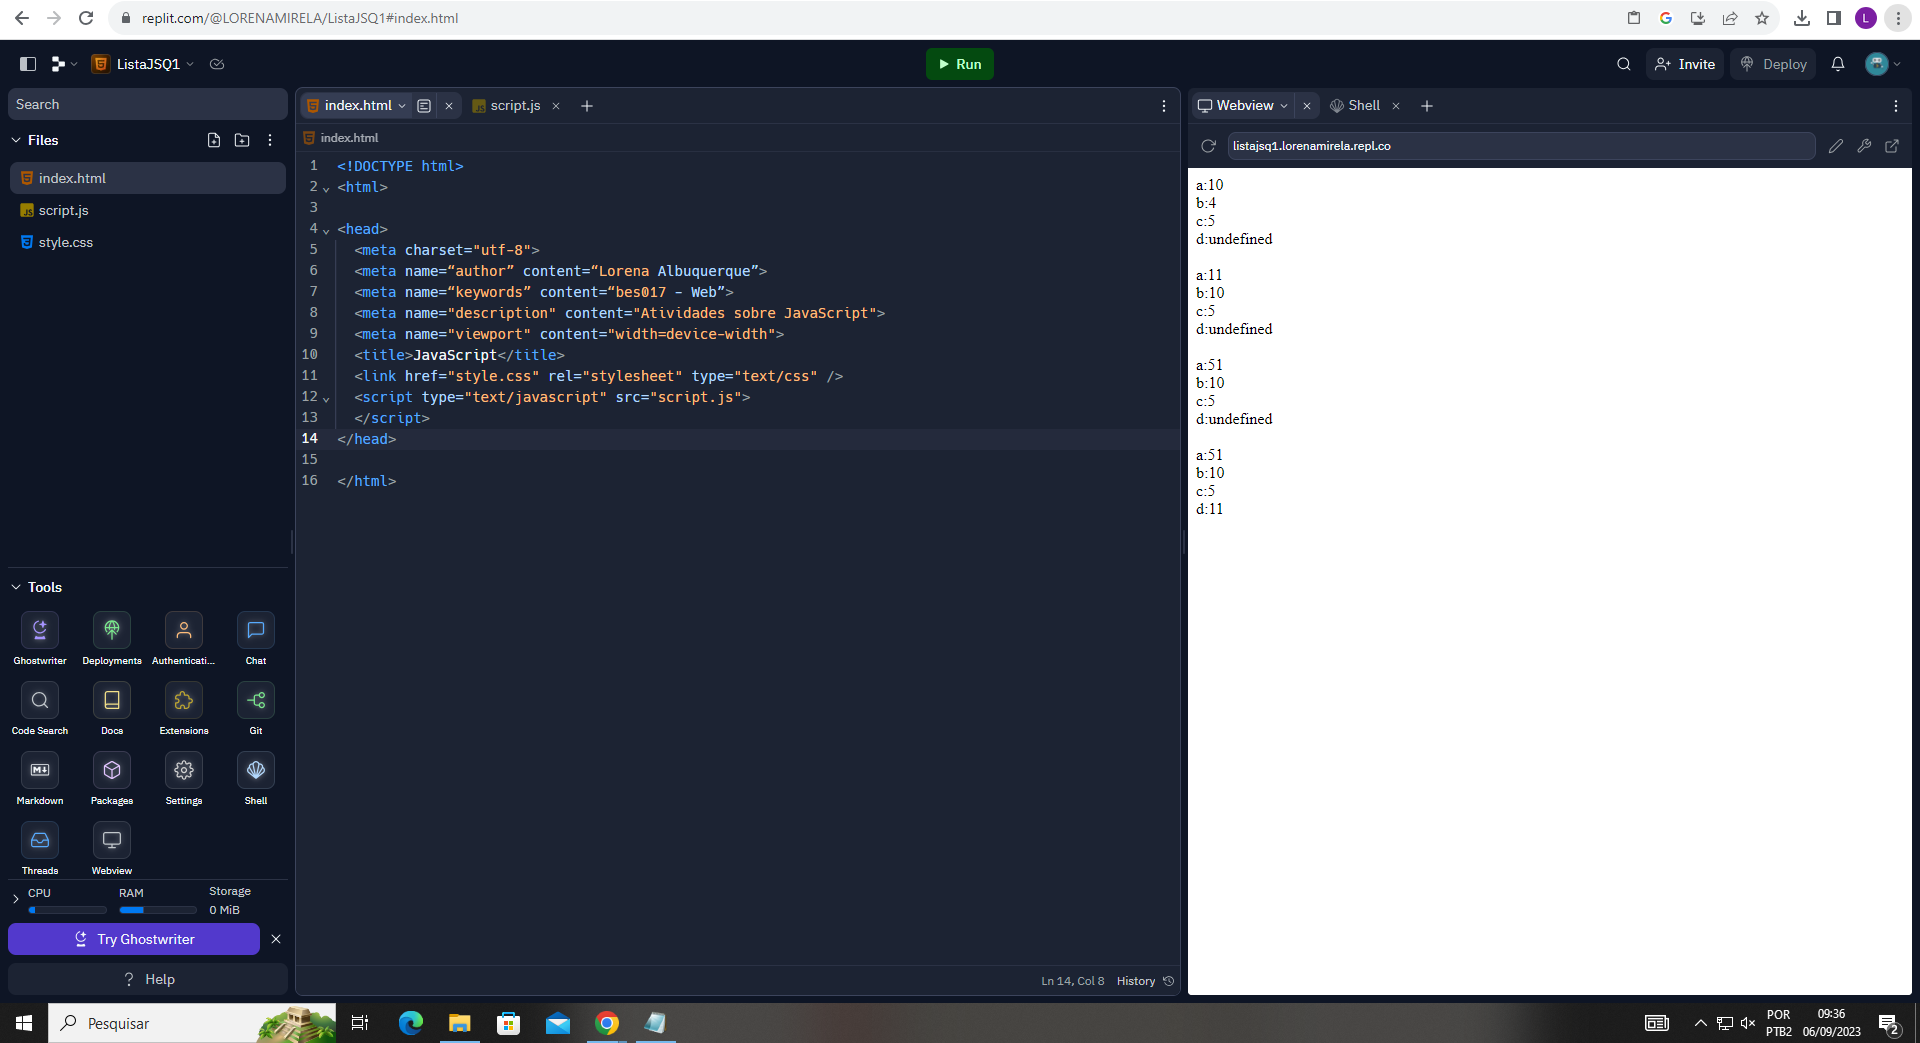 replit.com/@LORENAMIRELA/ListaJSQ1#index.html
L
ListaJSQ1
Run
Invite
Deploy
Search
Files
index.html
script.js
style.css
index.html
script.js
index.html
1 <!DOCTYPE html>
2 <html>
3
4 <head>
5 <meta charset="utf-8">
6 <meta name=“author” content=“Lorena Albuquerque”>
7 <meta name=“keywords” content=“bes017 - Web”>
8 <meta name="description" content="Atividades sobre JavaScript">
9 <meta name="viewport" content="width=device-width">
10 <title>JavaScript</title>
11 <link href="style.css" rel="stylesheet" type="text/css" />
12 <script type="text/javascript" src="script.js">
13 </script>
14 </head>
15
16 </html>
Ln 14, Col 8 History
Webview
Shell
listajsq1.lorenamirela.repl.co
a:10
b:4
c:5
d:undefined
a:11
b:10
c:5
d:undefined
a:51
b:10
c:5
d:undefined
a:51
b:10
c:5
d:11
Tools
Ghostwriter
Deployments
Authenticati...
Chat
Code Search
Docs
Extensions
Git
Markdown
Packages
Settings
Shell
Threads
Webview
CPU
RAM
Storage
0 MiB
Try Ghostwriter
Help
Pesquisar
POR
PTB2
09:36
06/09/2023
2